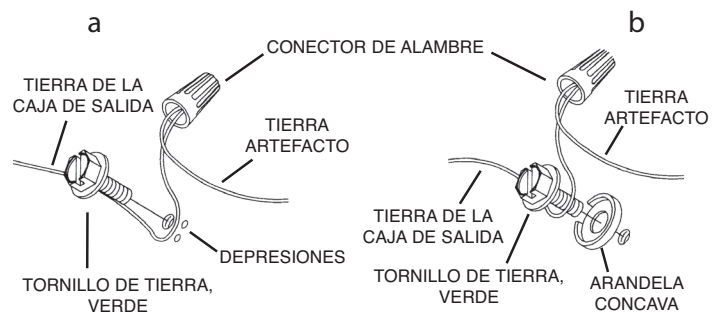 a
b
CONECTOR DE ALAMBRE
TIERRA DE LA
CAJA DE SALIDA
TIERRA
ARTEFACTO
DEPRESIONES
TORNILLO DE TIERRA,
VERDE
TIERRA
ARTEFACTO
TIERRA DE LA
CAJA DE SALIDA
TORNILLO DE TIERRA,
VERDE
ARANDELA
CONCAVA